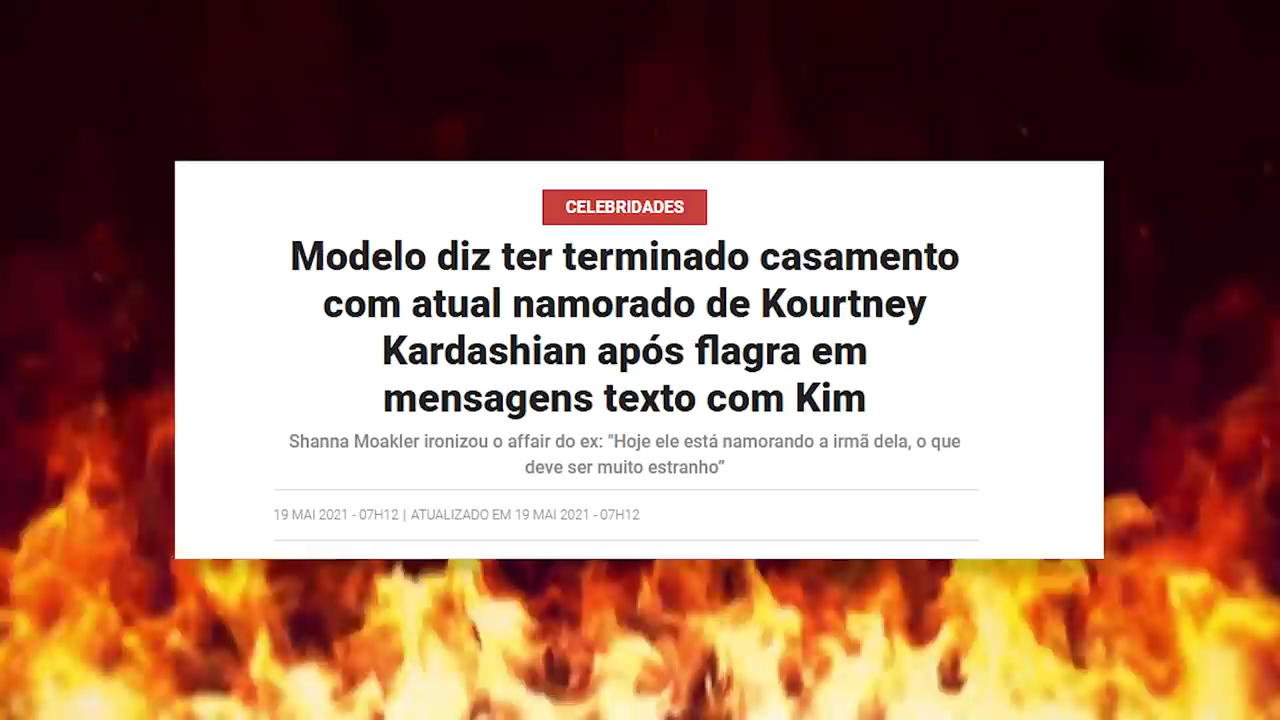 CELEBRIDADES
Modelo diz ter terminado casamento
com atual namorado de Kourtney
Kardashian após flagra em
mensagens texto com Kim
Shanna Moakler ironizou o affair do ex: "Hoje ele está namorando a irmã dela, o que
deve ser muito estranho”
19 MAI 2021 - 07H12 | ATUALIZADO EM 19 MAI 2021 - 07H12